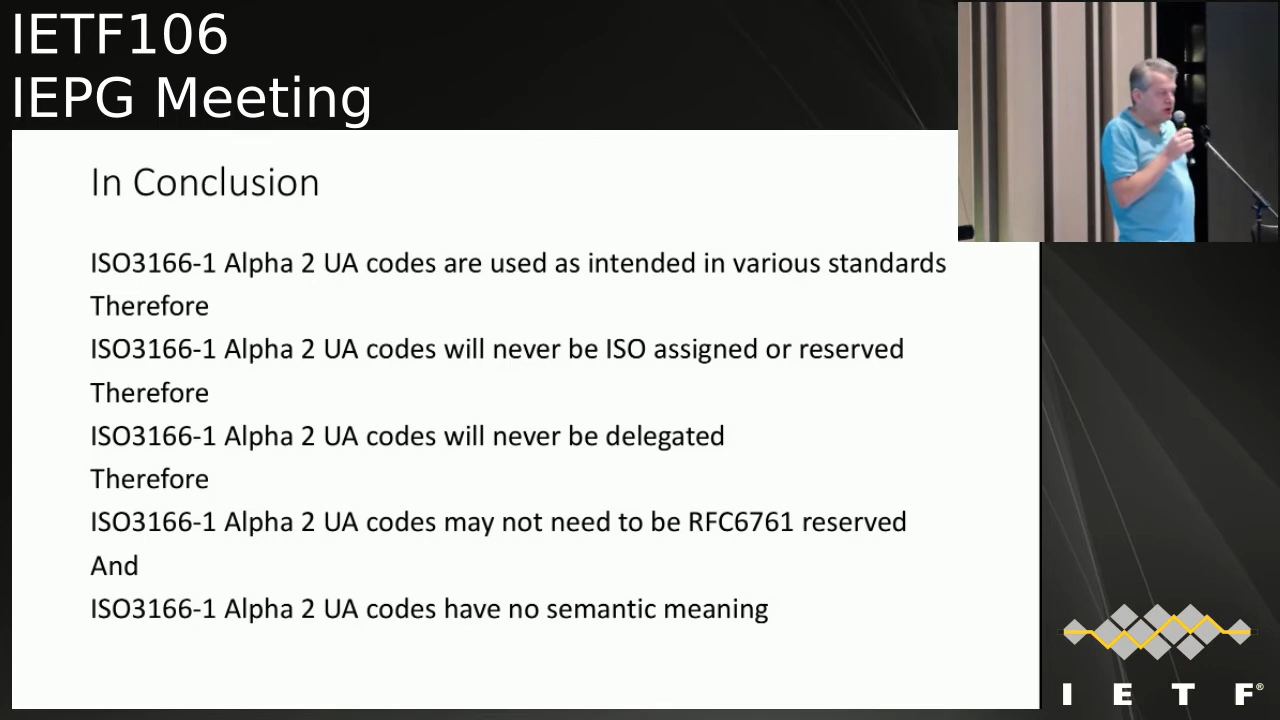 IETF106
IEPG Meeting
In Conclusion
ISO3166-1 Alpha 2 UA codes are used as intended in various standards
Therefore
ISO3166-1 Alpha 2 UA codes will never be ISO assigned or reserved
Therefore
ISO3166-1 Alpha 2 UA codes will never be delegated
Therefore
ISO3166-1 Alpha 2 UA codes may not need to be RFC6761 reserved
And
ISO3166-1 Alpha 2 UA codes have no semantic meaning
I E T F®